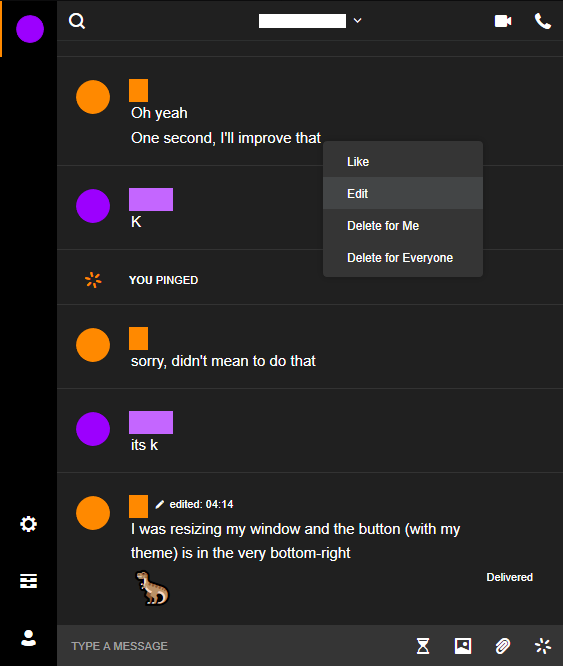 Oh yeah
One second, I'll improve that
Like
Edit
Delete for Me
Delete for Everyone
K
YOU PINGED
sorry, didn't mean to do that
its k
edited: 04:14
I was resizing my window and the button (with my
theme) is in the very bottom-right
Delivered
TYPE A MESSAGE